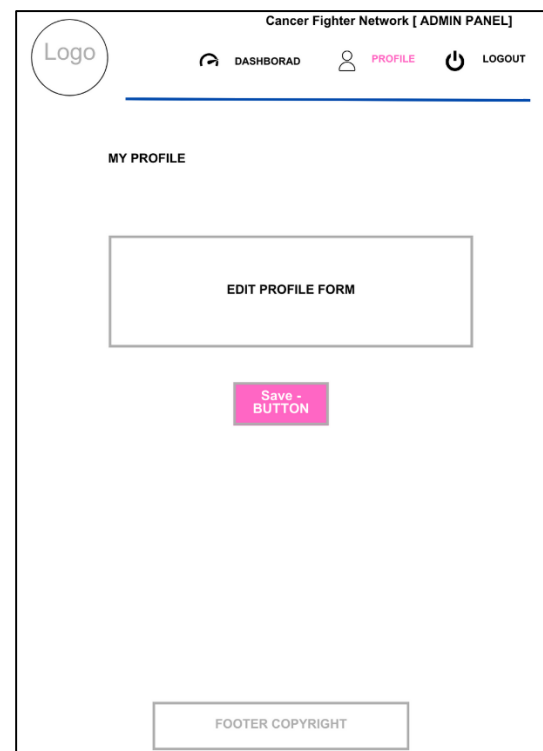 Cancer Fighter Network [ ADMIN PANEL]
Logo
DASHBORAD PROFILE LOGOUT
MY PROFILE
EDIT PROFILE FORM
Save -
BUTTON
FOOTER COPYRIGHT